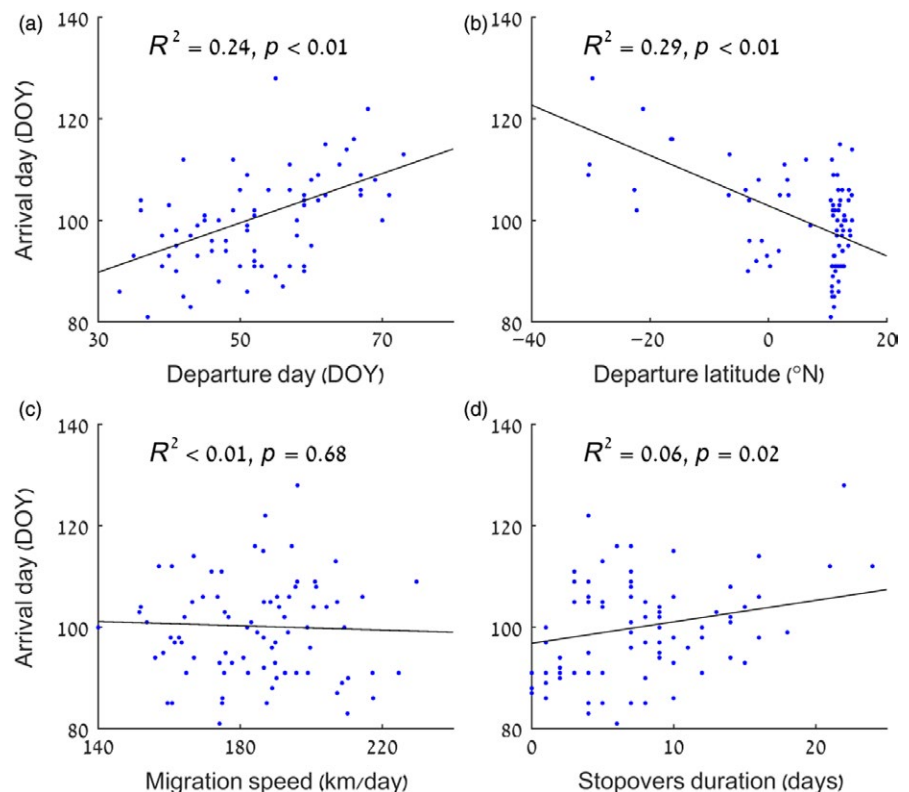 (a)
R² = 0.24, p < 0.01
Arrival day (DOY)
140
120
100
80
30
50
70
Departure day (DOY)
(b)
R² = 0.29, p < 0.01
140
120
100
80
−40
−20
0
20
Departure latitude (°N)
(c)
R² < 0.01, p = 0.68
Arrival day (DOY)
140
120
100
80
140
180
220
Migration speed (km/day)
(d)
R² = 0.06, p = 0.02
140
120
100
80
0
10
20
Stopovers duration (days)